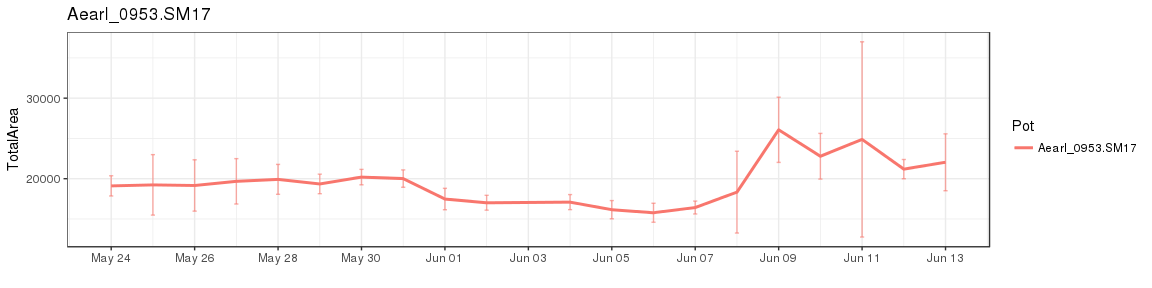 Aearl_0953.SM17
TotalArea
30000
20000
May 24 May 26 May 28 May 30 Jun 01 Jun 03 Jun 05 Jun 07 Jun 09 Jun 11 Jun 13
Pot
Aearl_0953.SM17